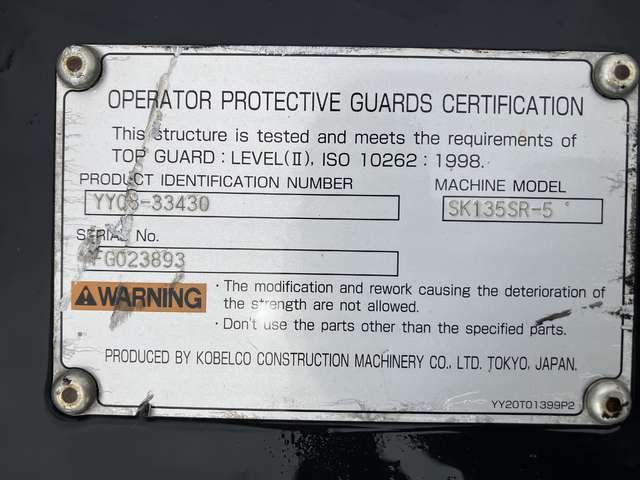 OPERATOR PROTECTIVE GUARDS CERTIFICATION
This structure is tested and meets the requirements of
TOP GUARD : LEVEL(II), ISO 10262 : 1998.
PRODUCT IDENTIFICATION NUMBER
MACHINE MODEL
YY08-33430
SK135SR-5
SERIAL No.
FG023893
WARNING
· The modification and rework causing the deterioration of
the strength are not allowed.
· Don't use the parts other than the specified parts.
PRODUCED BY KOBELCO CONSTRUCTION MACHINERY CO., LTD. TOKYO, JAPAN.
YY20T01399P2